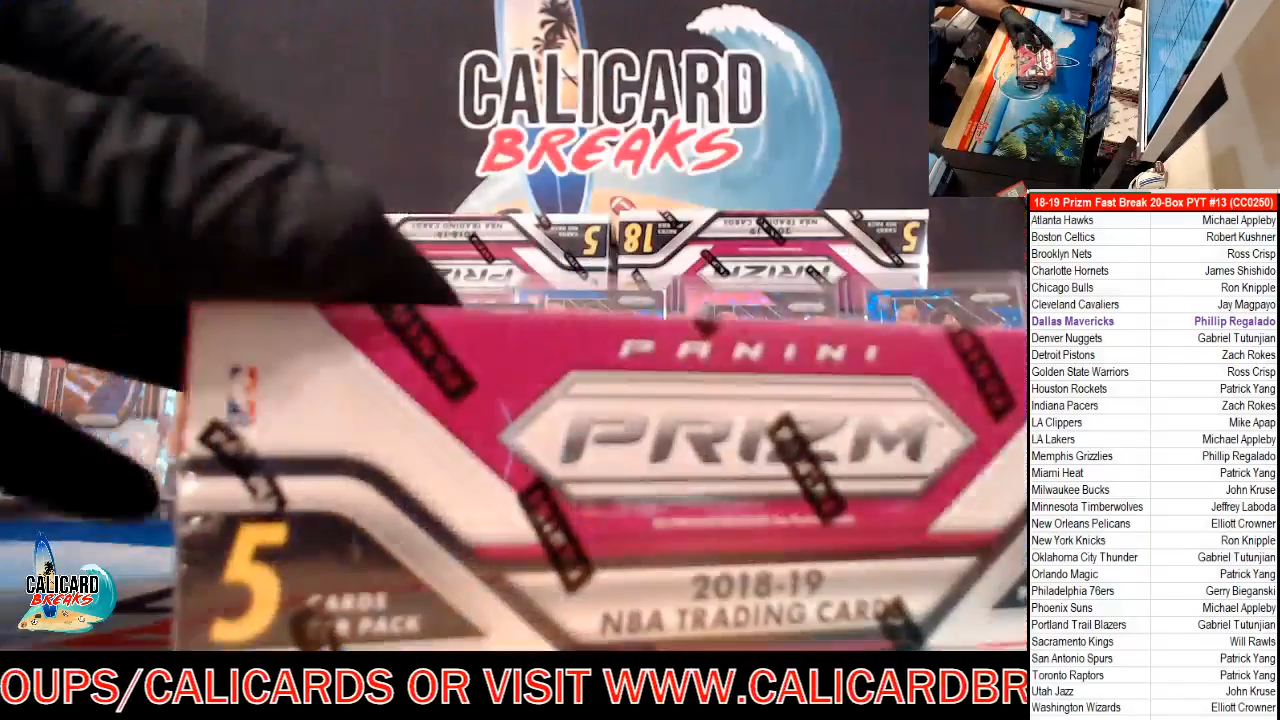 CALICARD
BREAKS
5
18
5
PRIZM
PRIZM
PANINI
PRIZM
5
CARDS
PER PACK
2018-19
NBA TRADING CARDS
CALICARD
BREAKS
OUPS/CALICARDS OR VISIT WWW.CALICARDBR
18-19 Prizm Fast Break 20-Box PYT #13 (CC0250)
Atlanta Hawks Michael Appleby
Boston Celtics Robert Kushner
Brooklyn Nets Ross Crisp
Charlotte Hornets James Shishido
Chicago Bulls Ron Knipple
Cleveland Cavaliers Jay Magpayo
Dallas Mavericks Phillip Regalado
Denver Nuggets Gabriel Tutunjian
Detroit Pistons Zach Rokes
Golden State Warriors Ross Crisp
Houston Rockets Patrick Yang
Indiana Pacers Zach Rokes
LA Clippers Mike Apap
LA Lakers Michael Appleby
Memphis Grizzlies Phillip Regalado
Miami Heat Patrick Yang
Milwaukee Bucks John Kruse
Minnesota Timberwolves Jeffrey Laboda
New Orleans Pelicans Elliott Crowner
New York Knicks Ron Knipple
Oklahoma City Thunder Gabriel Tutunjian
Orlando Magic Patrick Yang
Philadelphia 76ers Gerry Bieganski
Phoenix Suns Michael Appleby
Portland Trail Blazers Gabriel Tutunjian
Sacramento Kings Will Rawls
San Antonio Spurs Patrick Yang
Toronto Raptors Patrick Yang
Utah Jazz John Kruse
Washington Wizards Elliott Crowner